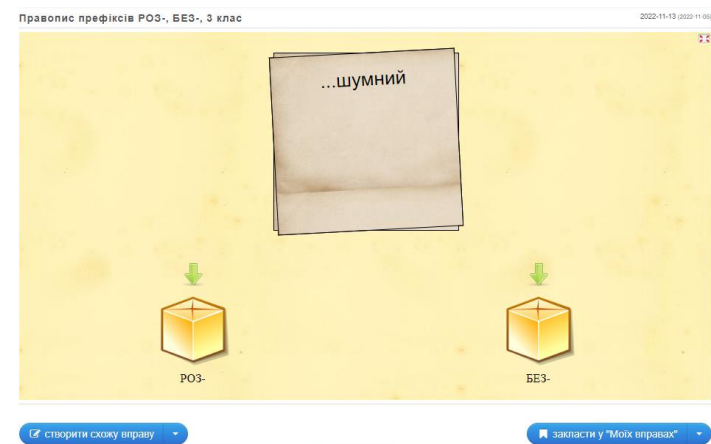 Правопис префіксів РОЗ-, БЕЗ-, 3 клас
2022-11-13 (2022-11-05)
...шумний
РОЗ-
БЕЗ-
створити схожу вправу
закласти у "Моїх вправах"